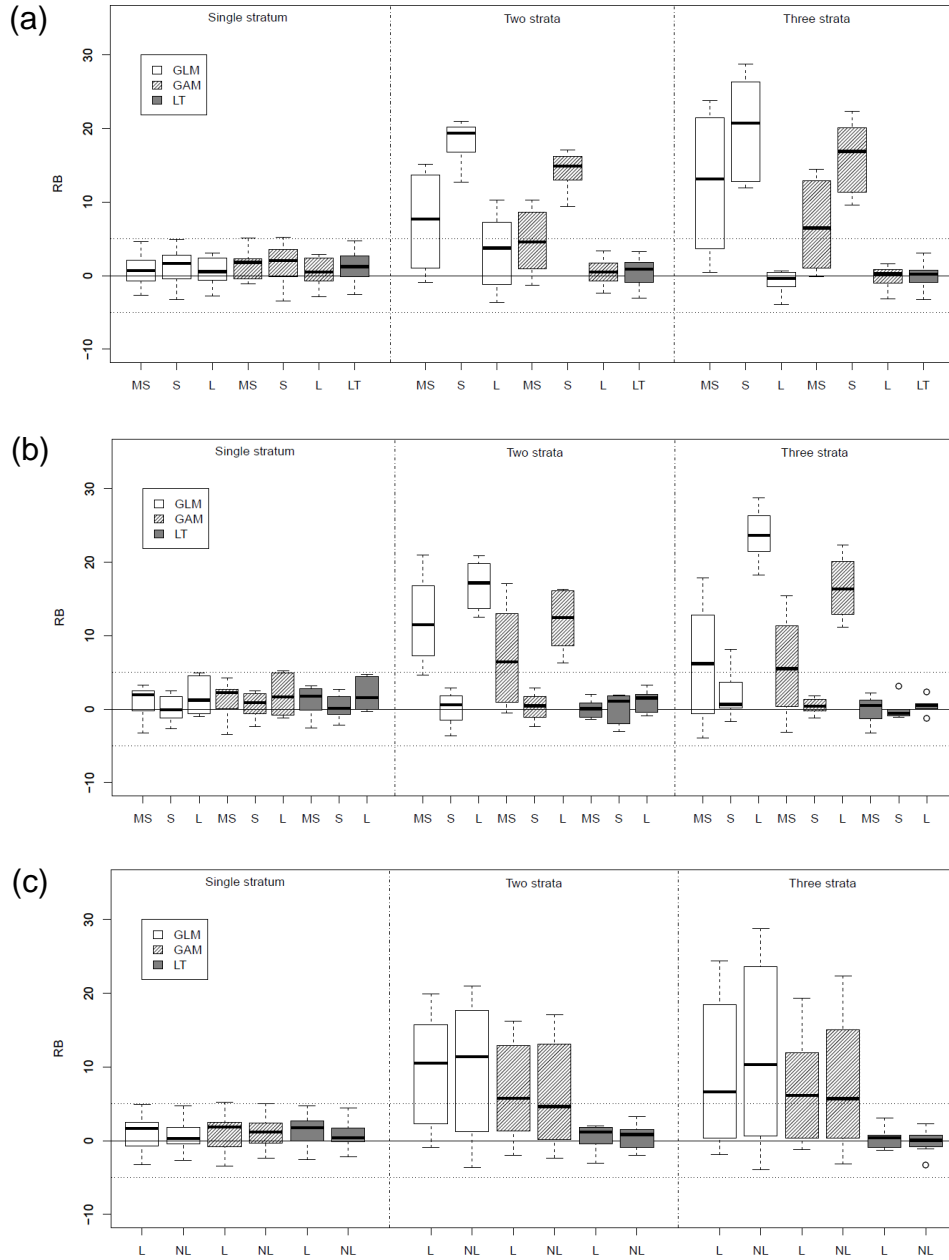 (a)
Single stratum Two strata Three strata
GLM
GAM
LT
RB
30
20
10
0
−10
MS S L MS S L LT MS S L MS S L LT MS S L MS S L LT
(b)
Single stratum Two strata Three strata
GLM
GAM
LT
RB
30
20
10
0
−10
MS S L MS S L MS S L MS S L MS S L MS S L MS S L MS S L MS S L
(c)
Single stratum Two strata Three strata
GLM
GAM
LT
RB
30
20
10
0
−10
L NL L NL L NL L NL L NL L NL L NL L NL L NL